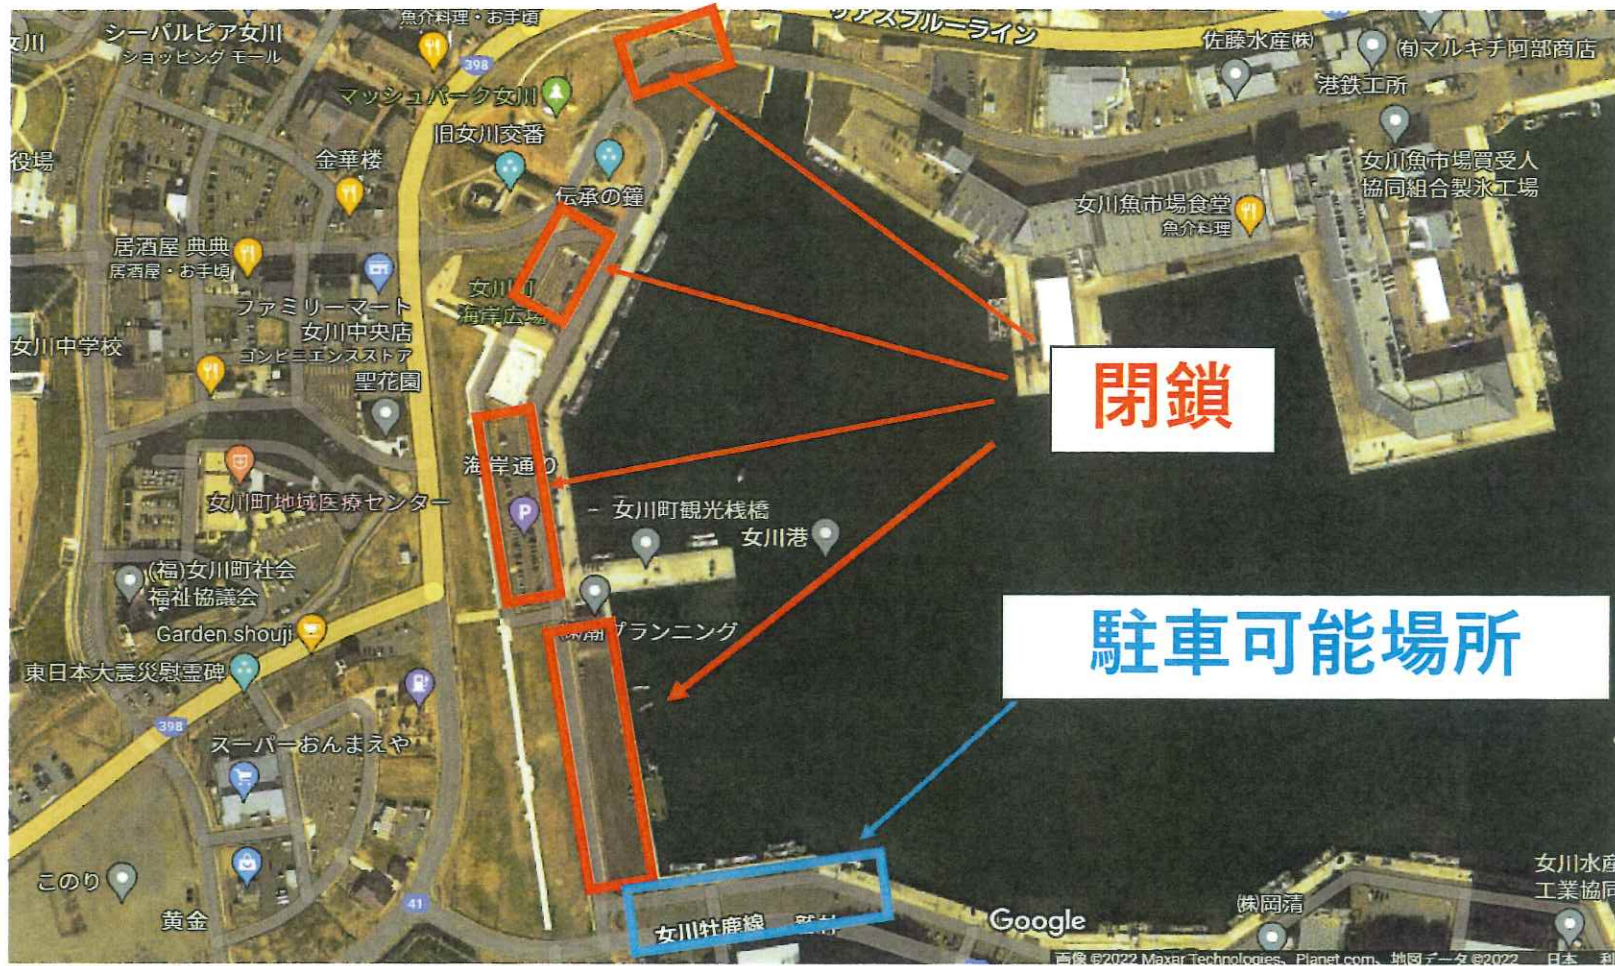 魚介料理・お手頃
リアスブルーライン
女川
シーパルピア女川
ショッピング モール
398
佐藤水産㈱
㈲マルキチ阿部商店
マッシュパーク女川
港鉄工所
旧女川交番
役場
金華楼
伝承の鐘
女川魚市場買受人
協同組合製氷工場
女川魚市場食堂
魚介料理
居酒屋 典典
居酒屋・お手頃
海岸広場
ファミリーマート
女川中央店
コンビニエンスストア
女川中学校
聖花園
閉鎖
海岸通り
P
女川町地域医療センター
女川町観光桟橋
女川港
(福)女川町社会
福祉協議会
Garden.shouji
㈱潮プランニング
駐車可能場所
東日本大震災慰霊碑
398
スーパーおんまえや
このり
黄金
41
女川牡鹿線
Google
㈱岡清
女川水産
工業協同
画像 ©2022 Maxar Technologies、Planet.com、地図データ ©2022 日本